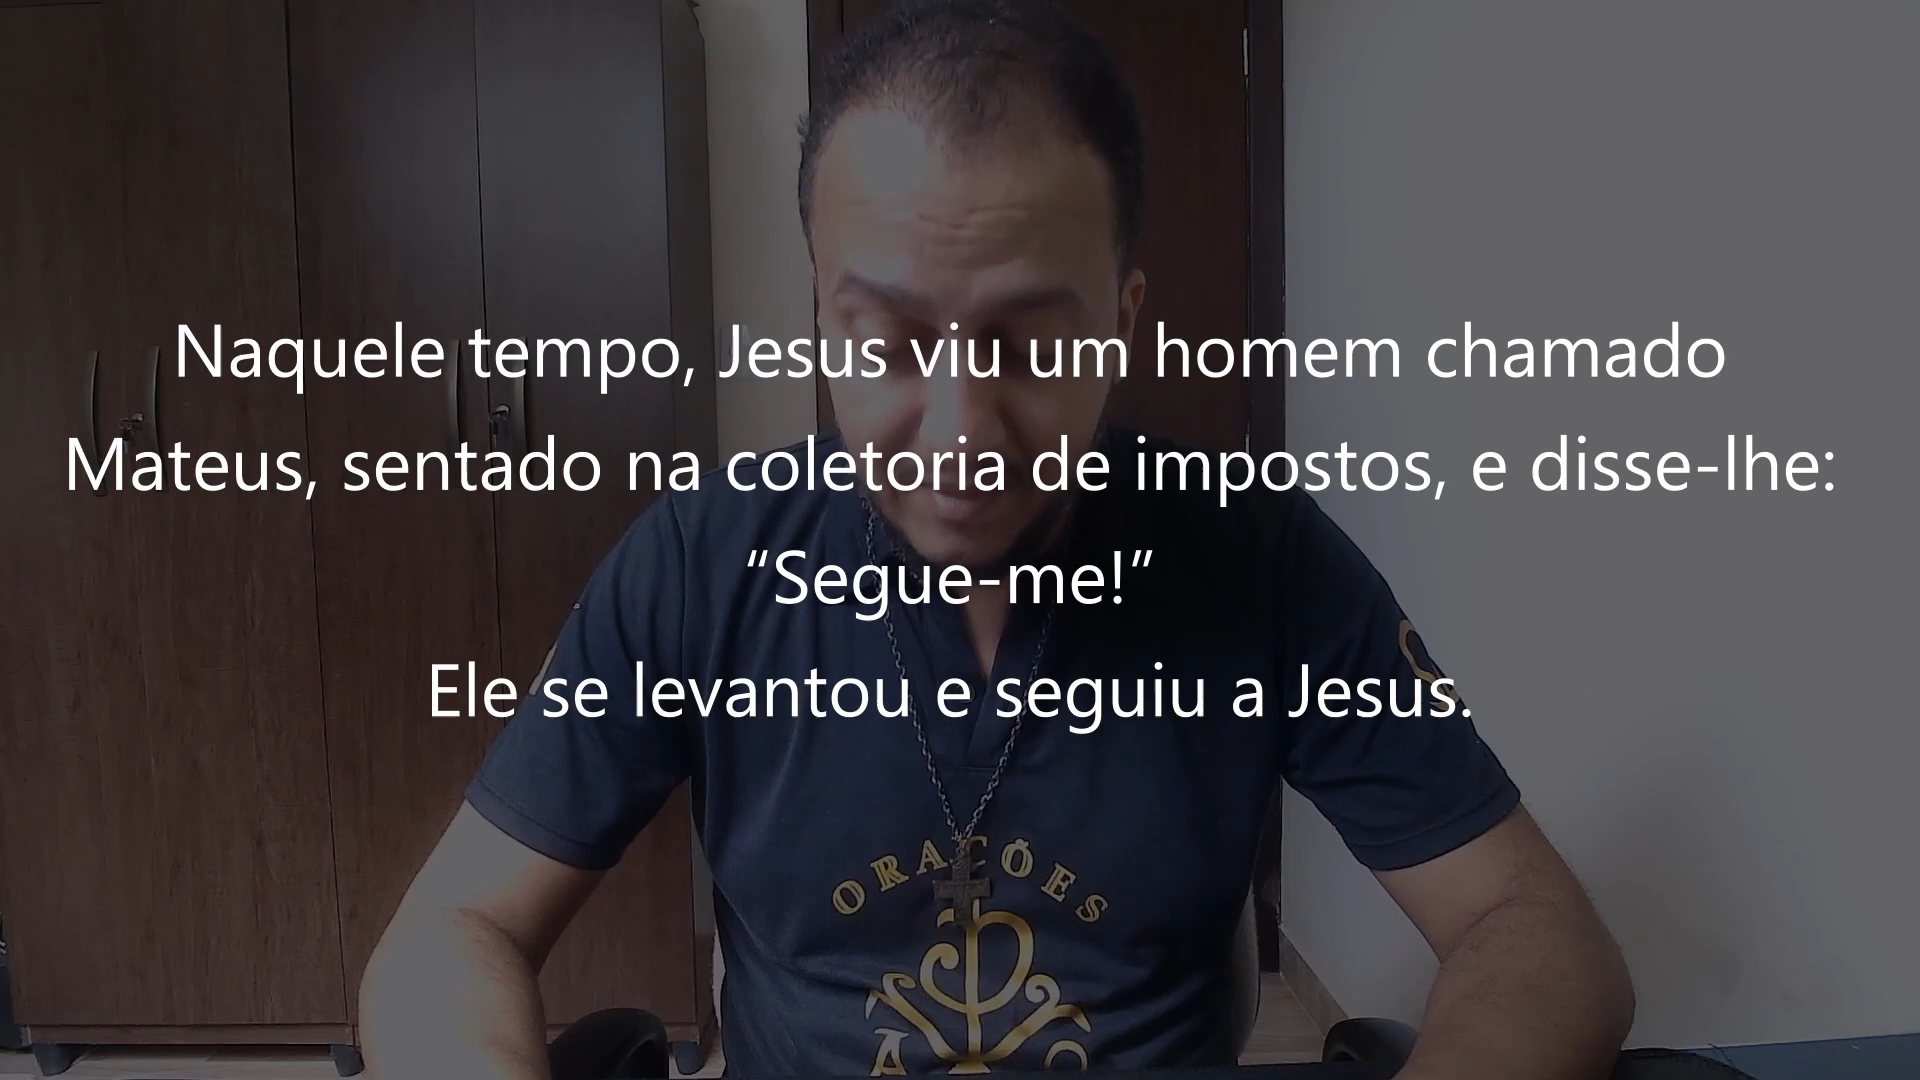 Naquele tempo, Jesus viu um homem chamado
Mateus, sentado na coletoria de impostos, e disse-lhe:
“Segue-me!”
Ele se levantou e seguiu a Jesus.
ORAÇÕES